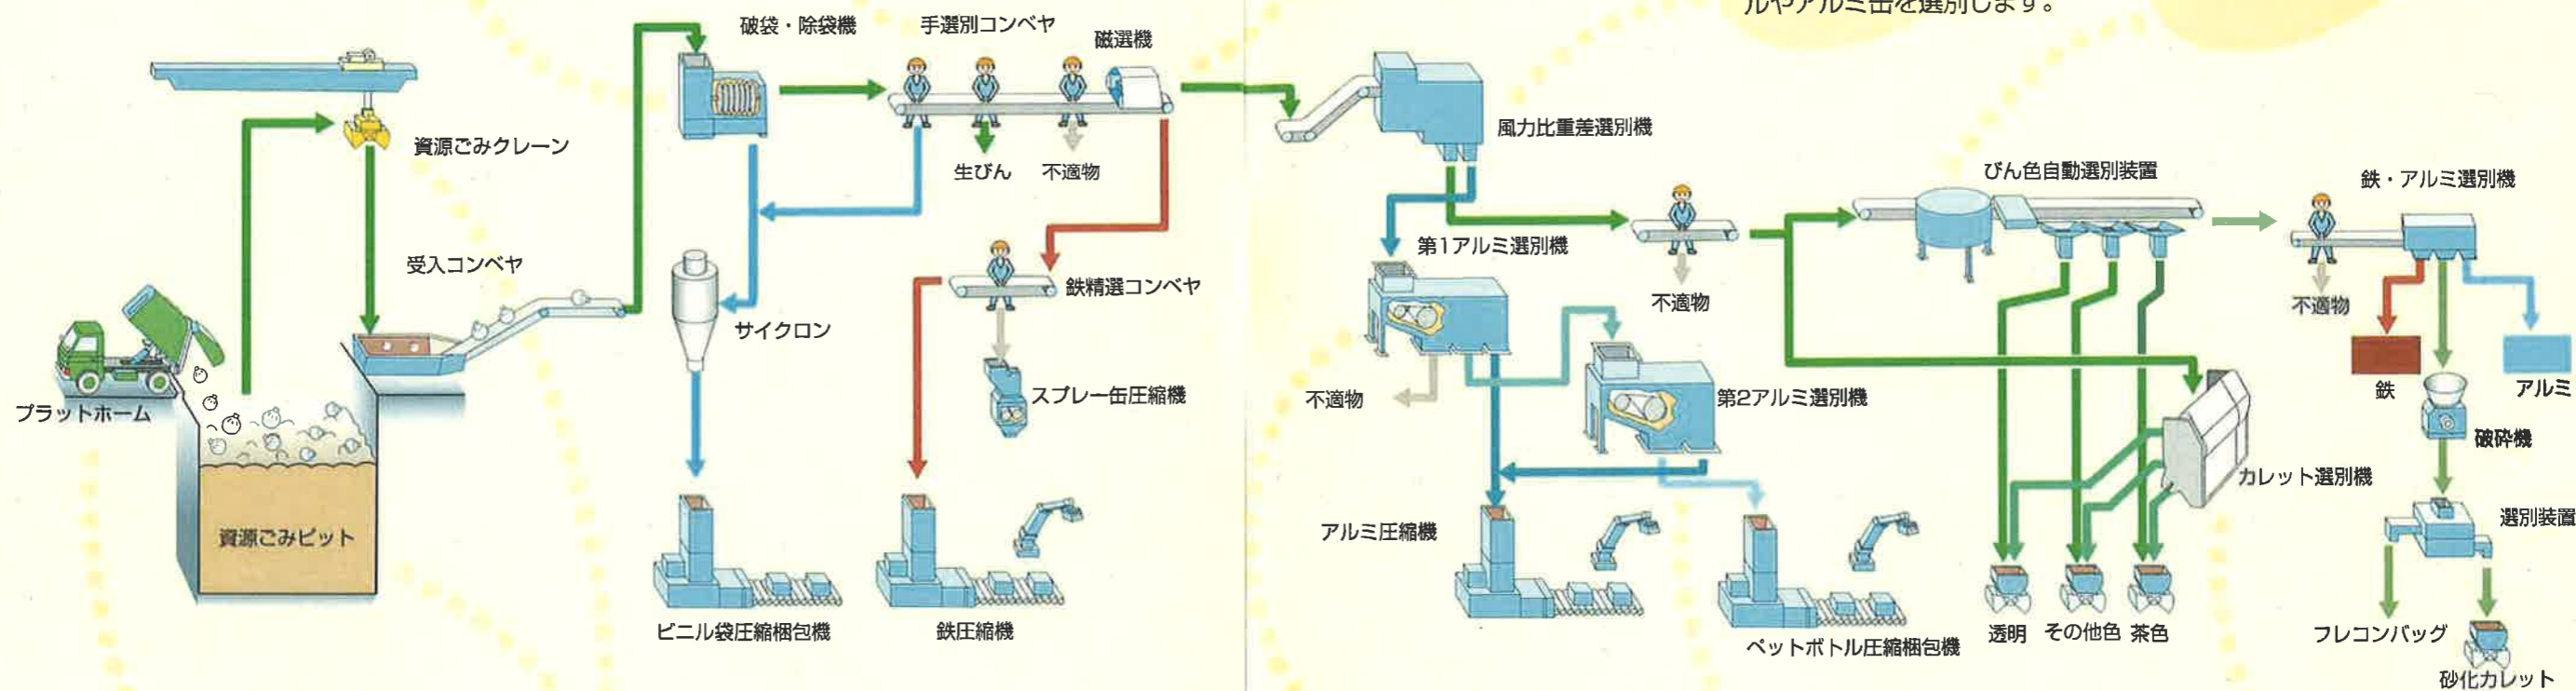 ルやアルミ缶を選別します。
破袋・除袋機
手選別コンベヤ
磁選機
資源ごみクレーン
生びん
不適物
受入コンベヤ
サイクロン
鉄精選コンベヤ
スプレー缶圧縮機
プラットホーム
資源ごみピット
ビニル袋圧縮梱包機
鉄圧縮機
風力比重差選別機
第1アルミ選別機
不適物
びん色自動選別装置
鉄・アルミ選別機
不適物
不適物
第2アルミ選別機
鉄
アルミ
破砕機
カレット選別機
選別装置
アルミ圧縮機
ペットボトル圧縮梱包機
透明
その他色
茶色
フレコンバッグ
砂化カレット